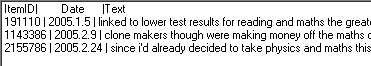 ItemID| Date |Text
191110 | 2005.1.5 | linked to lower test results for reading and maths the greate
1143386 | 2005.2.9 | clone makers though were making money off the maths c
2155786 | 2005.2.24 | since i'd already decided to take physics and maths this